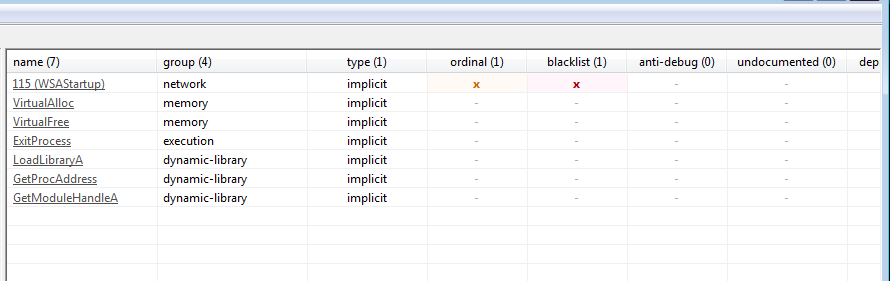 name (7) group (4) type (1) ordinal (1) blacklist (1) anti-debug (0) undocumented (0) dep
115 (WSAStartup) network implicit x x - -
VirtualAlloc memory implicit - - - -
VirtualFree memory implicit - - - -
ExitProcess execution implicit - - - -
LoadLibraryA dynamic-library implicit - - - -
GetProcAddress dynamic-library implicit - - - -
GetModuleHandleA dynamic-library implicit - - - -